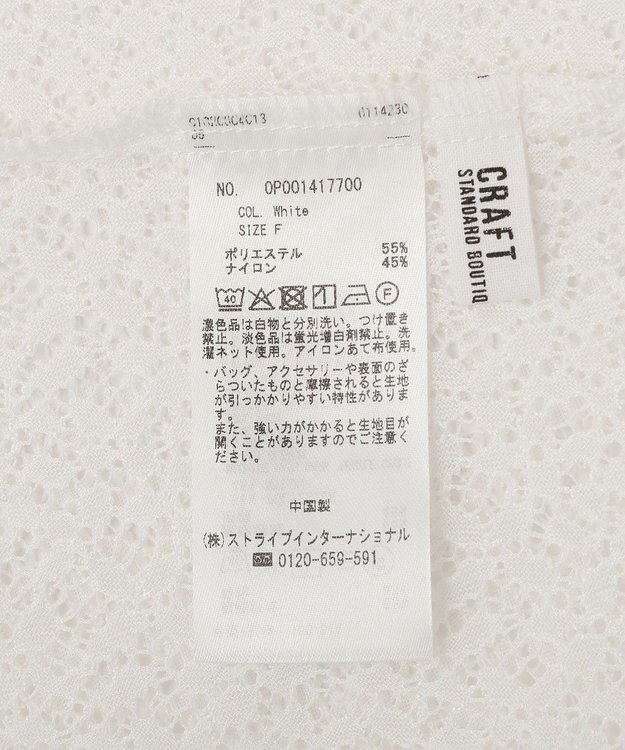 0114230
NO. OP001417700
COL. White
SIZE F
ポリエステル 55%
ナイロン 45%
40 F
濃色品は白物と分別洗い。つけ置き
禁止。淡色品は蛍光増白剤禁止。洗
濯ネット使用。アイロンあて布使用。
・バッグ、アクセサリーや表面のざ
らついたものと摩擦されると生地
が引っかかりやすい特性がありま
す。
また、強い力がかかると生地目が
開くことがありますのでご注意く
ださい。
中国製
(株)ストライプインターナショナル
0120-659-591
CRAFT
STANDARD BOUTIQ